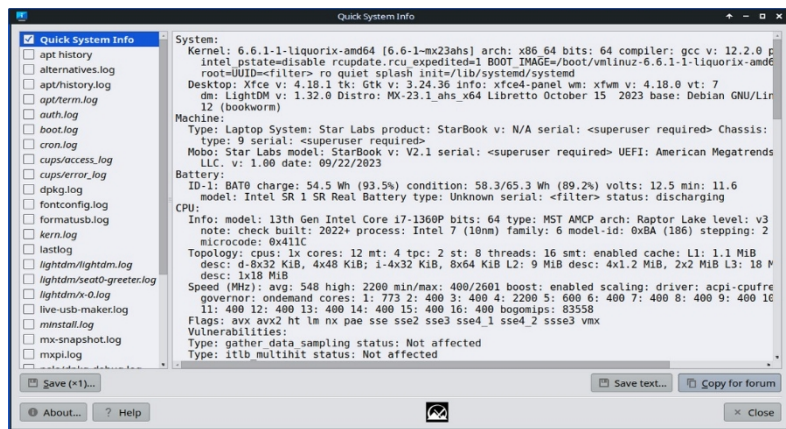 Quick System Info
Quick System Info
apt history
alternatives.log
apt/history.log
apt/term.log
auth.log
boot.log
cron.log
cups/access_log
cups/error_log
dpkg.log
fontconfig.log
formatusb.log
kern.log
lastlog
lightdm/lightdm.log
lightdm/seat0-greeter.log
lightdm/x-0.log
live-usb-maker.log
minstall.log
mx-snapshot.log
mxpi.log
System:
Kernel: 6.6.1-1-liquorix-amd64 [6.6-1~mx23ahs] arch: x86_64 bits: 64 compiler: gcc v: 12.2.0 p
intel_pstate=disable rcupdate.rcu_expedited=1 BOOT_IMAGE=/boot/vmlinuz-6.6.1-1-liquorix-amd6
root=UUID=<filter> ro quiet splash init=/lib/systemd/systemd
Desktop: Xfce v: 4.18.1 tk: Gtk v: 3.24.36 info: xfce4-panel wm: xfwm v: 4.18.0 vt: 7
dm: LightDM v: 1.32.0 Distro: MX-23.1_ahs_x64 Libretto October 15 2023 base: Debian GNU/Lin
12 (bookworm)
Machine:
Type: Laptop System: Star Labs product: StarBook v: N/A serial: <superuser required> Chassis:
type: 9 serial: <superuser required>
Mobo: Star Labs model: StarBook v: V2.1 serial: <superuser required> UEFI: American Megatrends
LLC. v: 1.00 date: 09/22/2023
Battery:
ID-1: BAT0 charge: 54.5 Wh (93.5%) condition: 58.3/65.3 Wh (89.2%) volts: 12.5 min: 11.6
model: Intel SR 1 SR Real Battery type: Unknown serial: <filter> status: discharging
CPU:
Info: model: 13th Gen Intel Core i7-1360P bits: 64 type: MST AMCP arch: Raptor Lake level: v3
note: check built: 2022+ process: Intel 7 (10nm) family: 6 model-id: 0xBA (186) stepping: 2
microcode: 0x411C
Topology: cpus: 1x cores: 12 mt: 4 tpc: 2 st: 8 threads: 16 smt: enabled cache: L1: 1.1 MiB
desc: d-8x32 KiB, 4x48 KiB; i-4x32 KiB, 8x64 KiB L2: 9 MiB desc: 4x1.2 MiB, 2x2 MiB L3: 18 M
desc: 1x18 MiB
Speed (MHz): avg: 548 high: 2200 min/max: 400/2601 boost: enabled scaling: driver: acpi-cpufre
governor: ondemand cores: 1: 773 2: 400 3: 400 4: 2200 5: 600 6: 400 7: 400 8: 400 9: 400 10
11: 400 12: 400 13: 400 14: 400 15: 400 16: 400 bogomips: 83558
Flags: avx avx2 ht lm nx pae sse sse2 sse3 sse4_1 sse4_2 ssse3 vmx
Vulnerabilities:
Type: gather_data_sampling status: Not affected
Type: itlb_multihit status: Not affected
Save (×1)...
Save text...
Copy for forum
About...
? Help
× Close